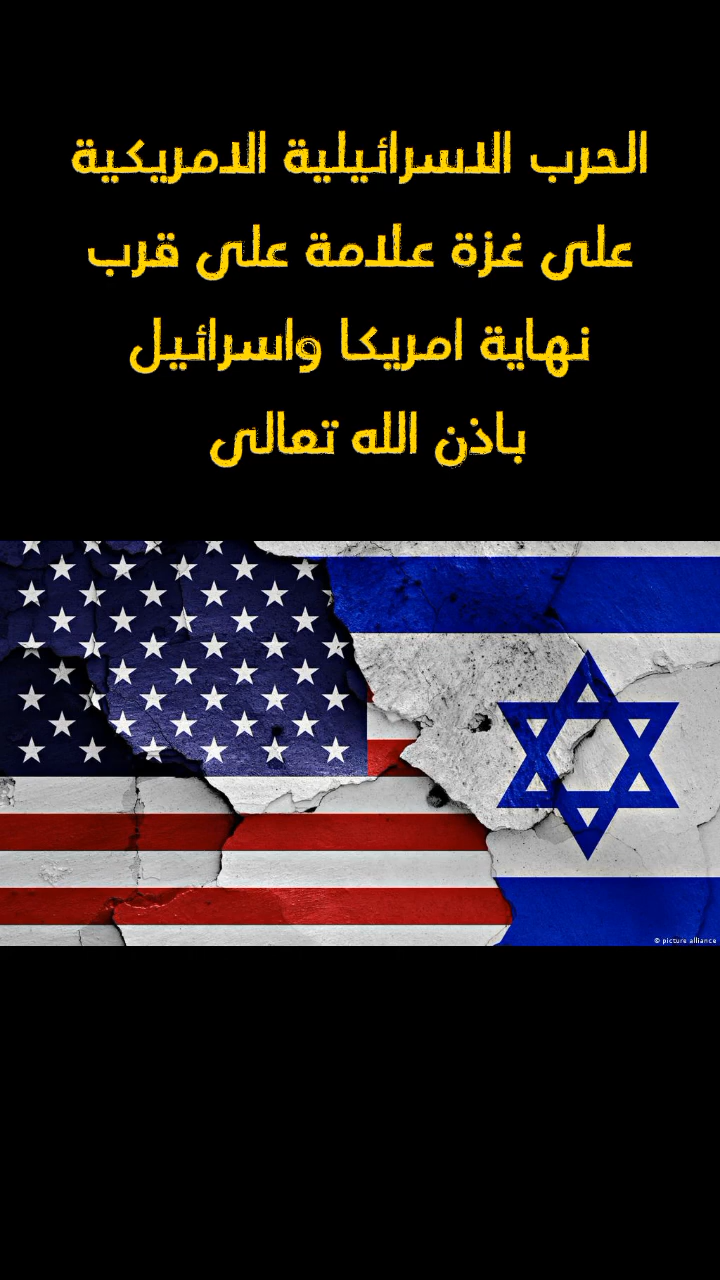 الحرب الاسرائيلية الامريكية
على غزة علامة على قرب
نهاية امريكا واسرائيل
باذن الله تعالى
© picture alliance